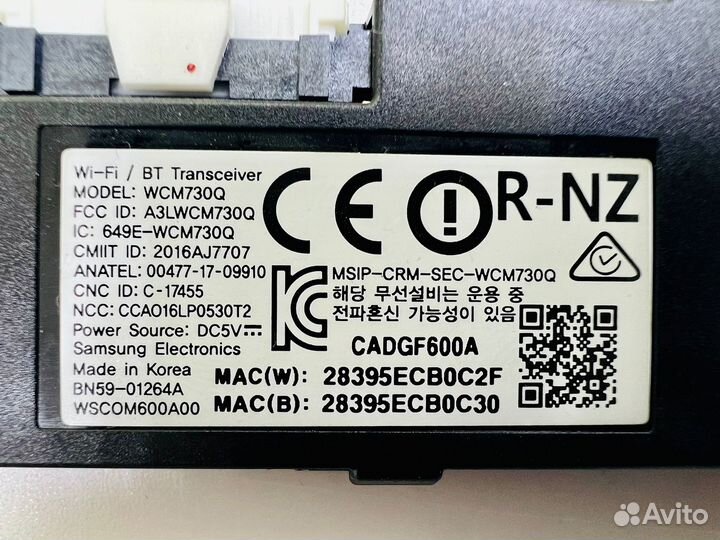 Wi-Fi / BT Transceiver
MODEL: WCM730Q
FCC ID: A3LWCM730Q
IC: 649E-WCM730Q
CMIIT ID: 2016AJ7707
ANATEL: 00477-17-09910
CNC ID: C-17455
NCC: CCAO16LP0530T2
Power Source: DC5V⎓
Samsung Electronics
Made in Korea
BN59-01264A
WSCOM600A00
CE R-NZ
MSIP-CRM-SEC-WCM730Q
해당 무선설비는 운용 중
전파혼신 가능성이 있음
CADGF600A
MAC(W): 28395ECB0C2F
MAC(B): 28395ECB0C30
Avito